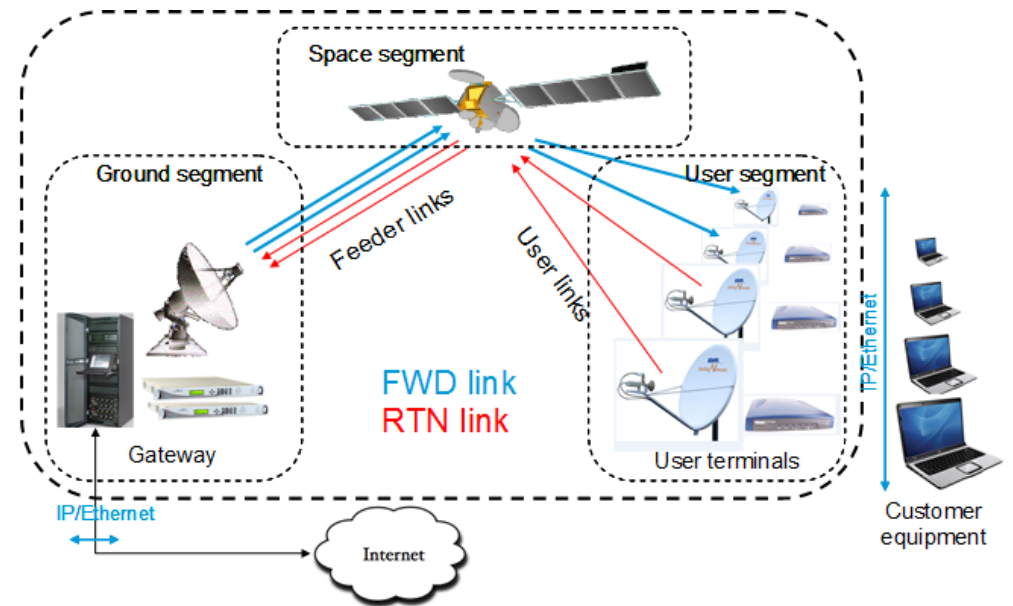 Space segment
Ground segment
User segment
Feeder links
User links
IP/Ethernet
FWD link
RTN link
Gateway
User terminals
Customer
equipment
IP/Ethernet
Internet